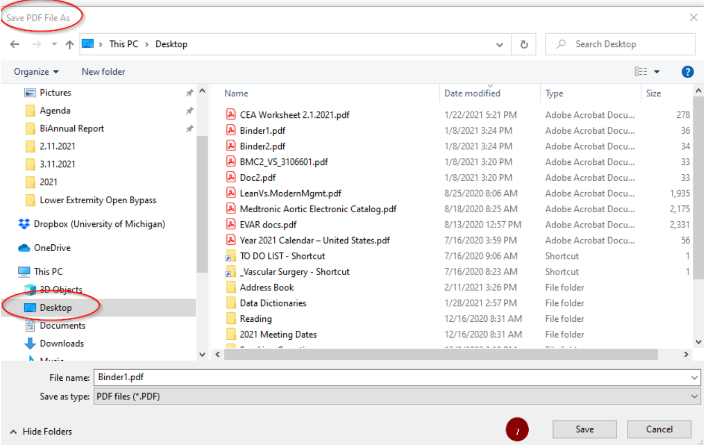 Save PDF File As
This PC > Desktop
Search Desktop
Organize New folder
Name Date modified Type Size
Pictures
Agenda
BiAnnual Report
2.11.2021
3.11.2021
2021
Lower Extremity Open Bypass
Dropbox (University of Michigan)
OneDrive
This PC
3D Objects
Desktop
Documents
Downloads
Music
CEA Worksheet 2.1.2021.pdf 1/22/2021 5:21 PM Adobe Acrobat Docu... 278
Binder1.pdf 1/8/2021 3:24 PM Adobe Acrobat Docu... 36
Binder2.pdf 1/8/2021 3:24 PM Adobe Acrobat Docu... 34
BMC2_VS_3106601.pdf 1/8/2021 3:20 PM Adobe Acrobat Docu... 33
Doc2.pdf 1/8/2021 3:20 PM Adobe Acrobat Docu... 33
LeanVs.ModernMgmt.pdf 8/25/2020 8:06 AM Adobe Acrobat Docu... 1,935
Medtronic Aortic Electronic Catalog.pdf 8/18/2020 8:25 AM Adobe Acrobat Docu... 2,175
EVAR docs.pdf 8/13/2020 12:57 PM Adobe Acrobat Docu... 2,331
Year 2021 Calendar – United States.pdf 7/16/2020 3:59 PM Adobe Acrobat Docu... 56
TO DO LIST - Shortcut 7/16/2020 9:06 AM Shortcut 1
_Vascular Surgery - Shortcut 7/16/2020 8:23 AM Shortcut 1
Address Book 2/11/2021 3:26 PM File folder
Data Dictionaries 1/28/2021 2:57 PM File folder
Reading 12/16/2020 8:31 AM File folder
2021 Meeting Dates 12/16/2020 8:31 AM File folder
File name: Binder1.pdf
Save as type: PDF files (*.PDF)
Hide Folders
Save Cancel